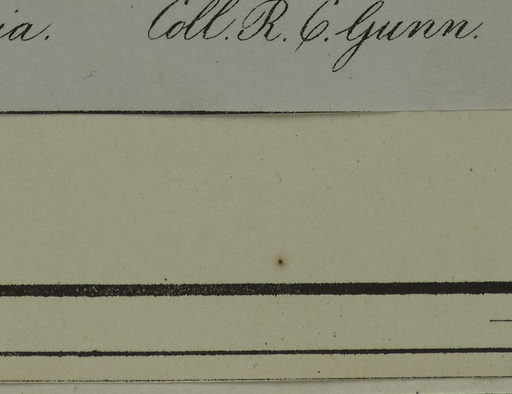 ia. Coll. R. C. Gunn.